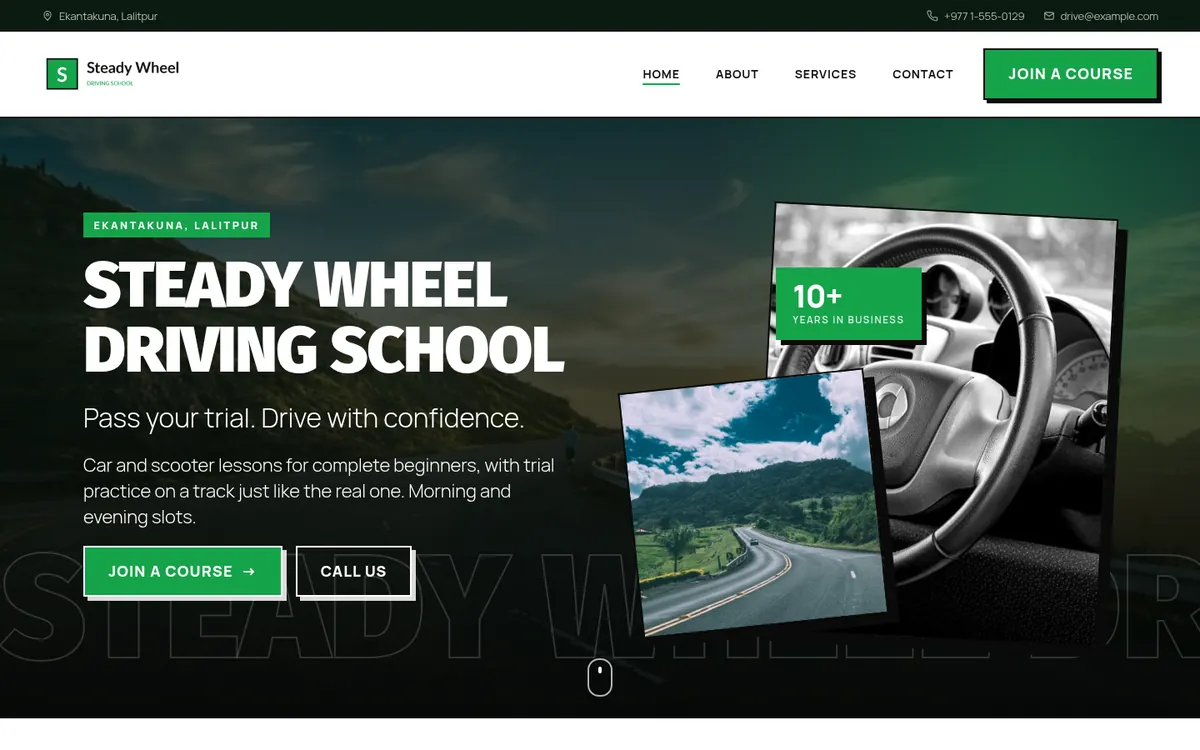 Ekantakuna, Lalitpur
+977 1-555-0129
drive@example.com
S
Steady Wheel
DRIVING SCHOOL
HOME
ABOUT
SERVICES
CONTACT
JOIN A COURSE
EKANTAKUNA, LALITPUR
STEADY WHEEL
DRIVING SCHOOL
Pass your trial. Drive with confidence.
Car and scooter lessons for complete beginners, with trial
practice on a track just like the real one. Morning and
evening slots.
JOIN A COURSE →
CALL US
10+
YEARS IN BUSINESS
STEADY WHEEL DR